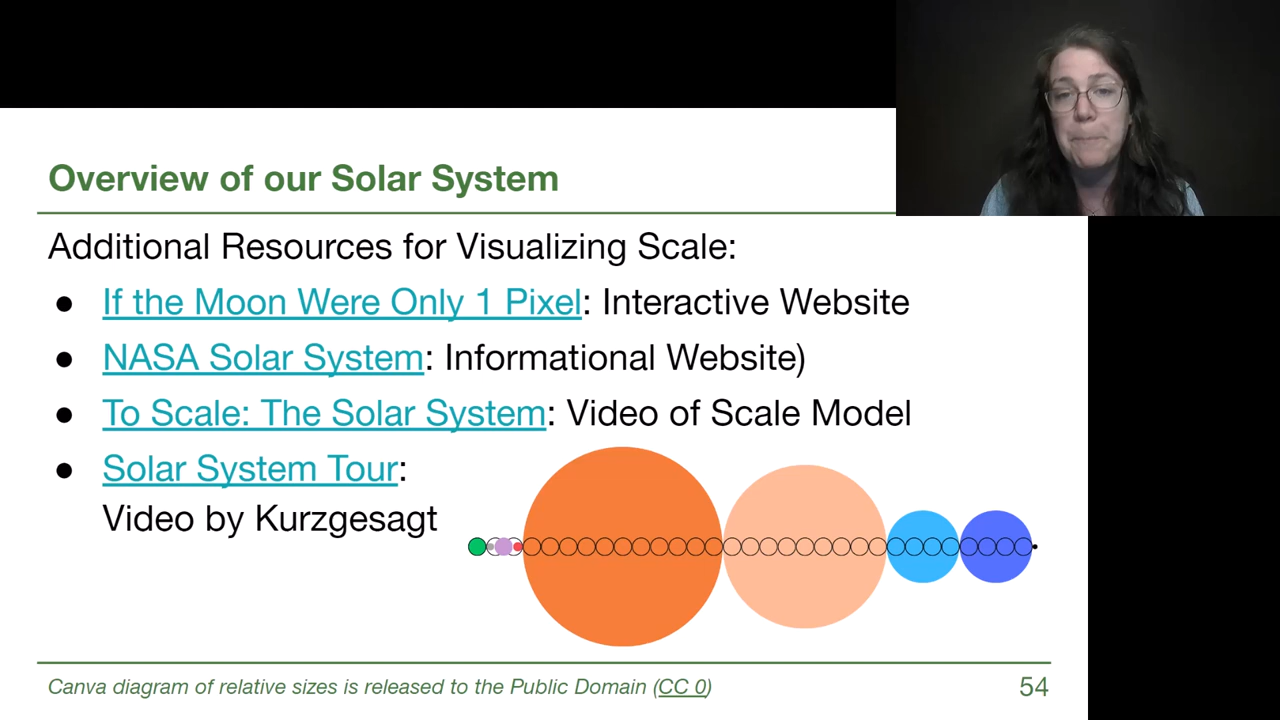 Overview of our Solar System
Additional Resources for Visualizing Scale:
● If the Moon Were Only 1 Pixel: Interactive Website
● NASA Solar System: Informational Website)
● To Scale: The Solar System: Video of Scale Model
● Solar System Tour:
Video by Kurzgesagt
Canva diagram of relative sizes is released to the Public Domain (CC 0)
54